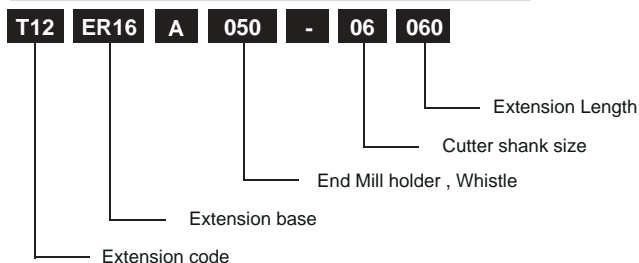 T12 ER16 A 050 - 06 060
Extension Length
Cutter shank size
End Mill holder , Whistle
Extension base
Extension code